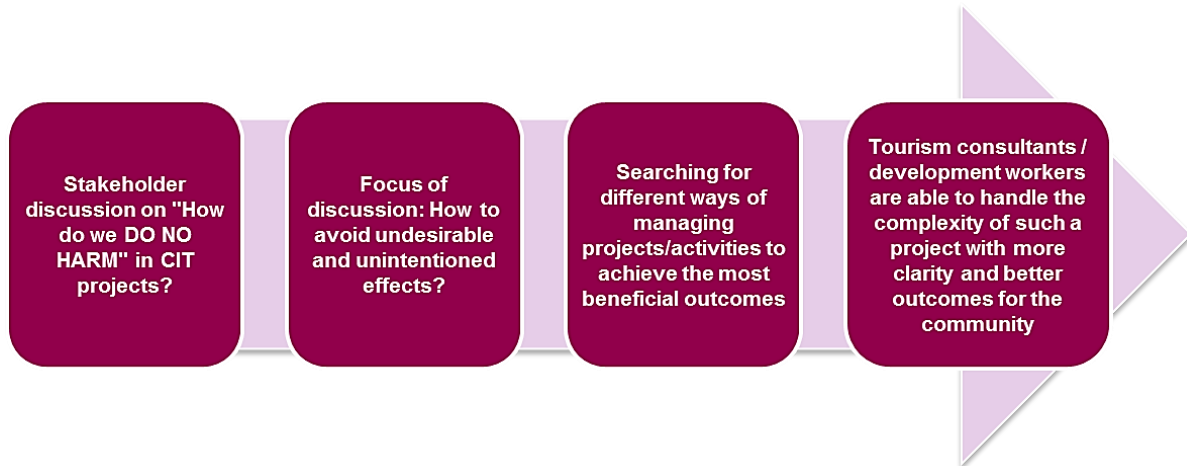 Stakeholder
discussion on "How
do we DO NO
HARM" in CIT
projects?
Focus of
discussion: How to
avoid undesirable
and unintentioned
effects?
Searching for
different ways of
managing
projects/activities to
achieve the most
beneficial outcomes
Tourism consultants /
development workers
are able to handle the
complexity of such a
project with more
clarity and better
outcomes for the
community